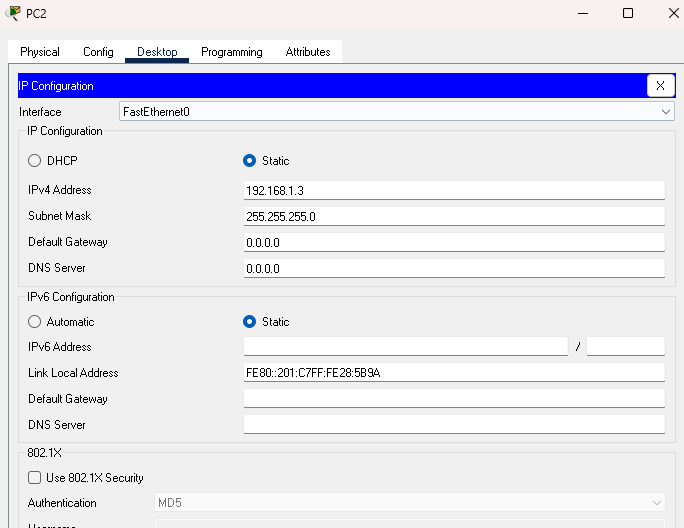 PC2
Physical Config Desktop Programming Attributes
IP Configuration X
Interface FastEthernet0
IP Configuration
DHCP Static
IPv4 Address 192.168.1.3
Subnet Mask 255.255.255.0
Default Gateway 0.0.0.0
DNS Server 0.0.0.0
IPv6 Configuration
Automatic Static
IPv6 Address /
Link Local Address FE80::201:C7FF:FE28:5B9A
Default Gateway
DNS Server
802.1X
Use 802.1X Security
Authentication MD5